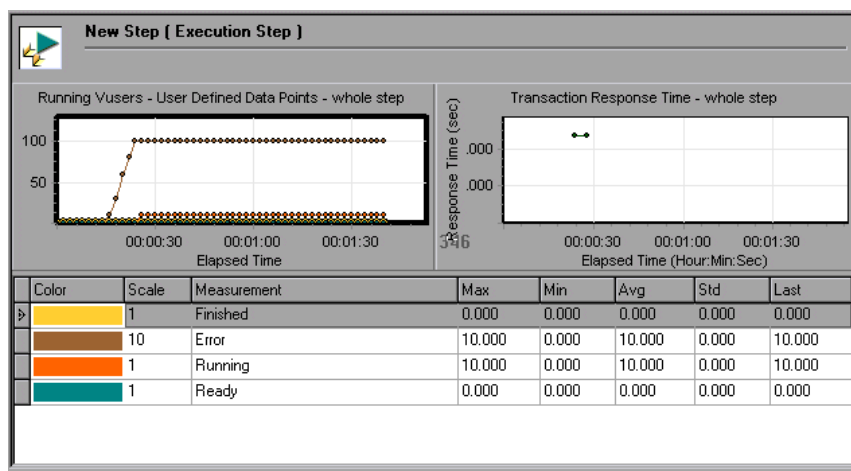 New Step ( Execution Step )
Running Vusers - User Defined Data Points - whole step
100
50
00:00:30 00:01:00 00:01:30
Elapsed Time
Transaction Response Time - whole step
Response Time (sec)
.000
.000
346
00:00:30 00:01:00 00:01:30
Elapsed Time (Hour:Min:Sec)
Color Scale Measurement Max Min Avg Std Last
1 Finished 0.000 0.000 0.000 0.000 0.000
10 Error 10.000 0.000 10.000 0.000 10.000
1 Running 10.000 0.000 10.000 0.000 10.000
1 Ready 0.000 0.000 0.000 0.000 0.000